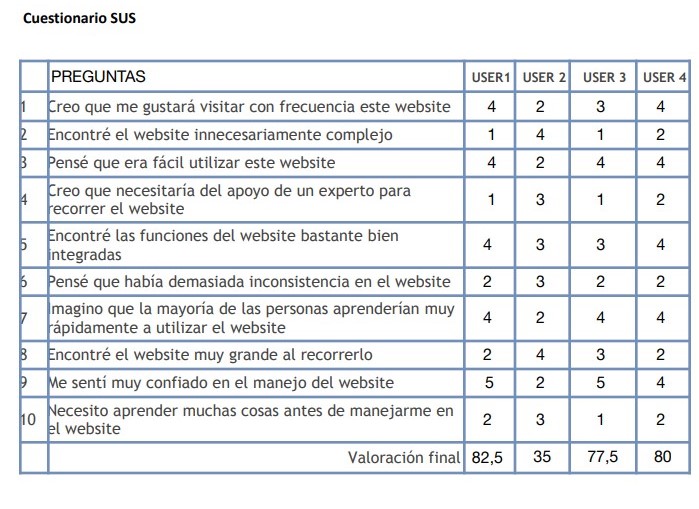 Cuestionario SUS
PREGUNTAS USER1 USER 2 USER 3 USER 4
1 Creo que me gustará visitar con frecuencia este website 4 2 3 4
2 Encontré el website innecesariamente complejo 1 4 1 2
3 Pensé que era fácil utilizar este website 4 2 4 4
4 Creo que necesitaría del apoyo de un experto para
recorrer el website 1 3 1 2
5 Encontré las funciones del website bastante bien
integradas 4 3 3 4
6 Pensé que había demasiada inconsistencia en el website 2 3 2 2
7 Imagino que la mayoría de las personas aprenderían muy
rápidamente a utilizar el website 4 2 4 4
8 Encontré el website muy grande al recorrerlo 2 4 3 2
9 Me sentí muy confiado en el manejo del website 5 2 5 4
10 Necesito aprender muchas cosas antes de manejarme en
el website 2 3 1 2
Valoración final 82,5 35 77,5 80